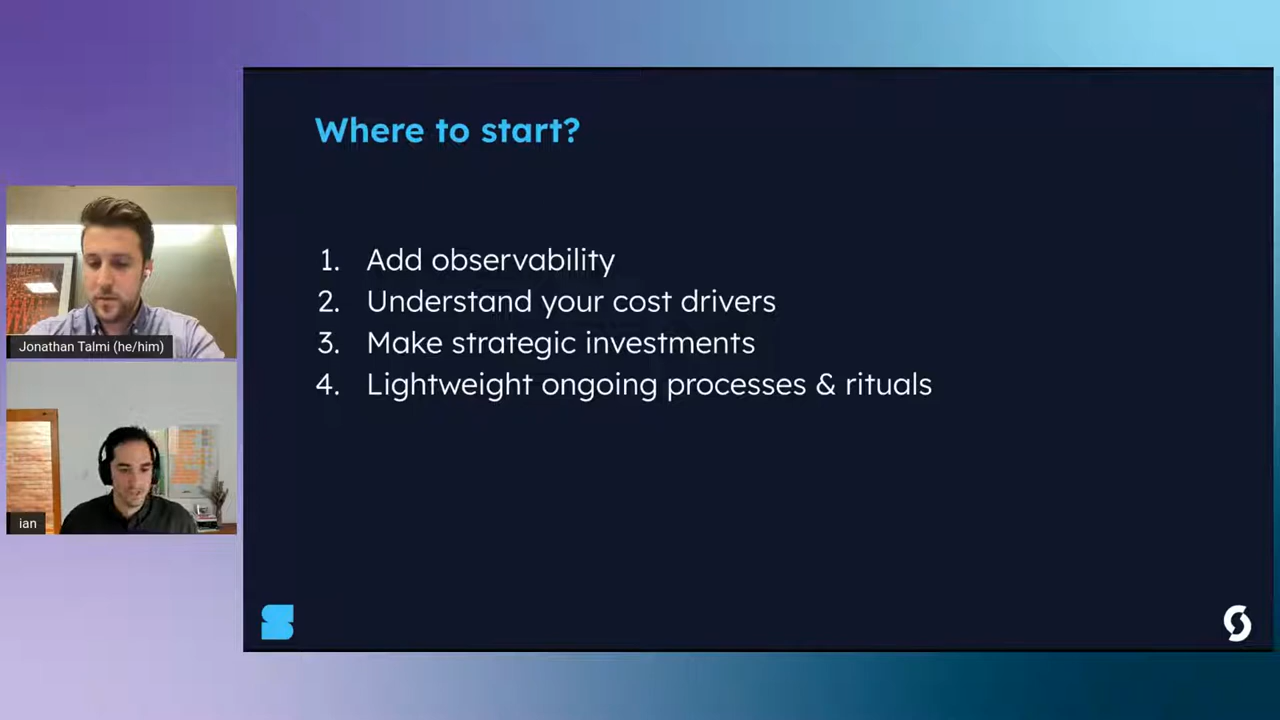 Where to start?
1. Add observability
2. Understand your cost drivers
3. Make strategic investments
4. Lightweight ongoing processes & rituals
Jonathan Talmi (he/him)
ian